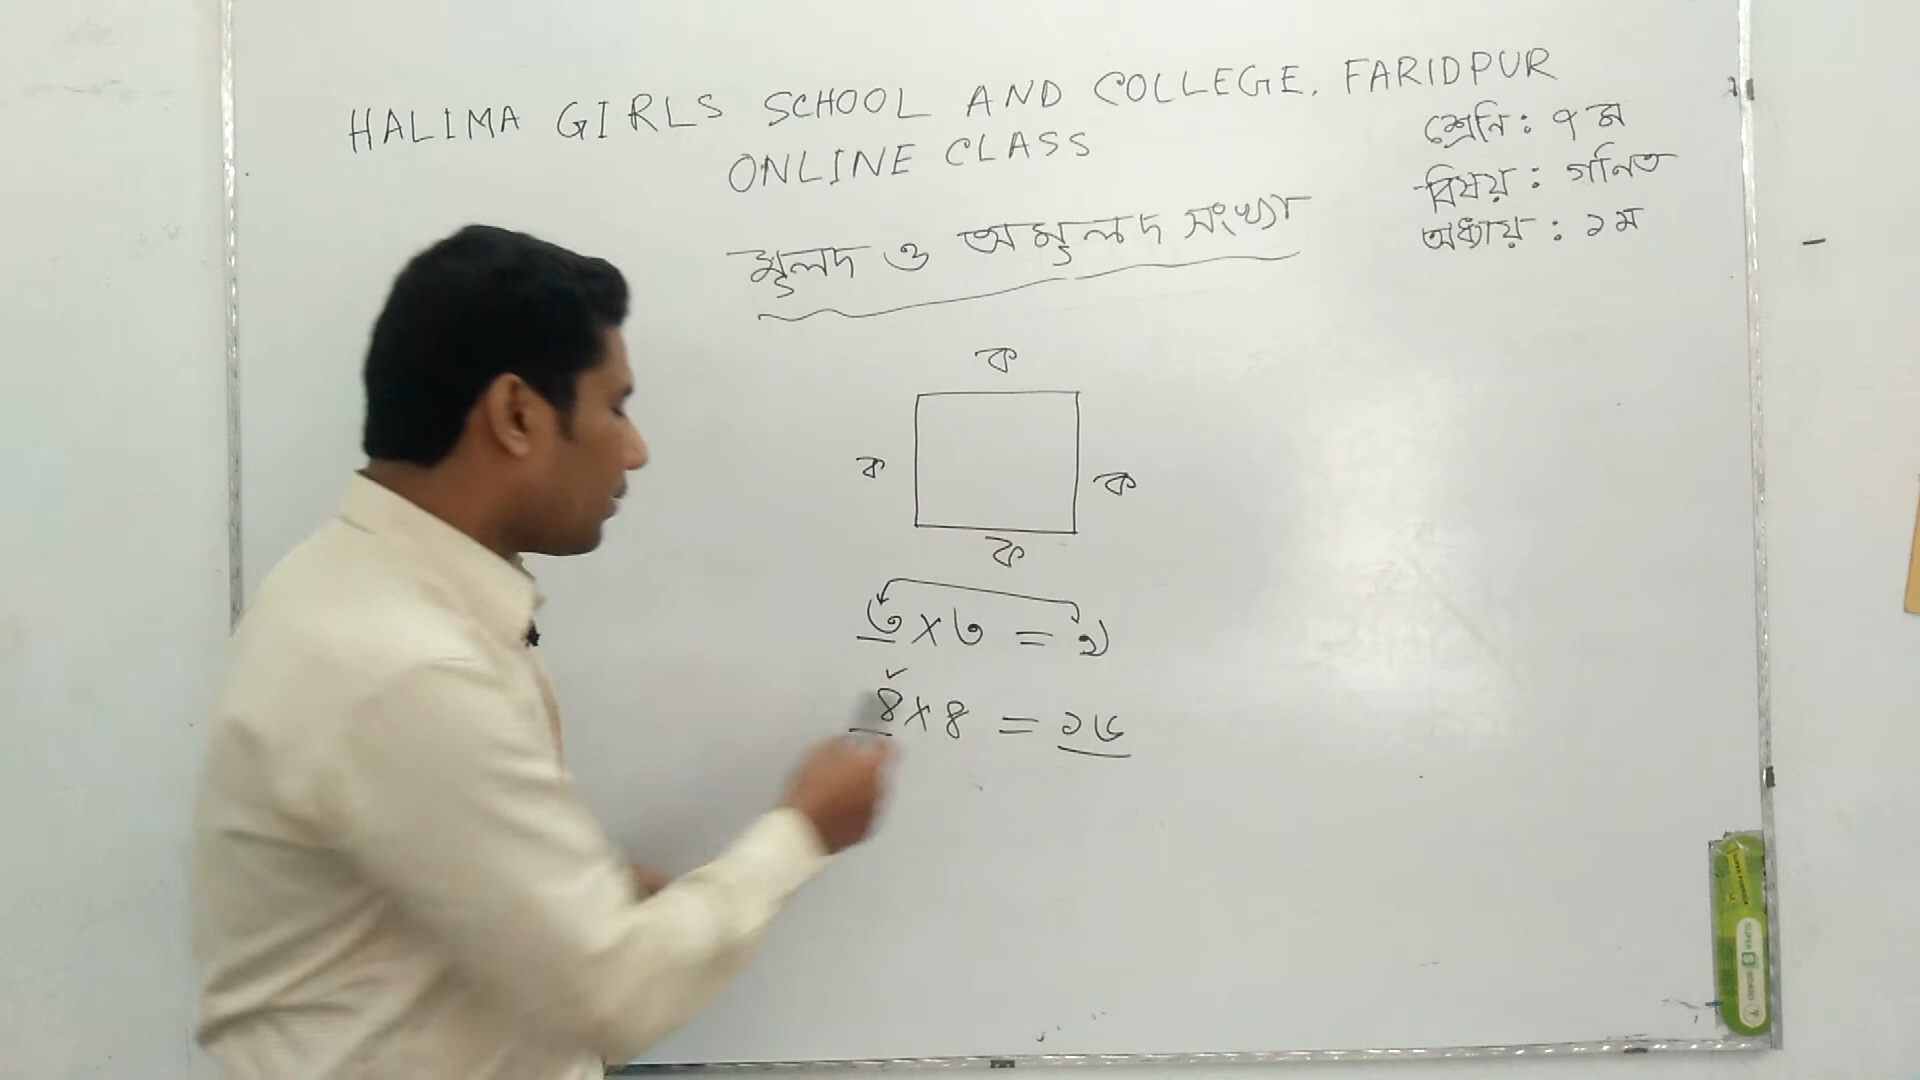 HALIMA GIRLS SCHOOL AND COLLEGE. FARIDPUR
ONLINE CLASS
শ্রেনি : ৭ম
বিষয় : গনিত
অধ্যায় : ১ম
মূলদ ও অমূলদ সংখ্যা
ক
ক
ক
ক
৩×৩ = ৯
৪×৪ = ১৬
SUPER